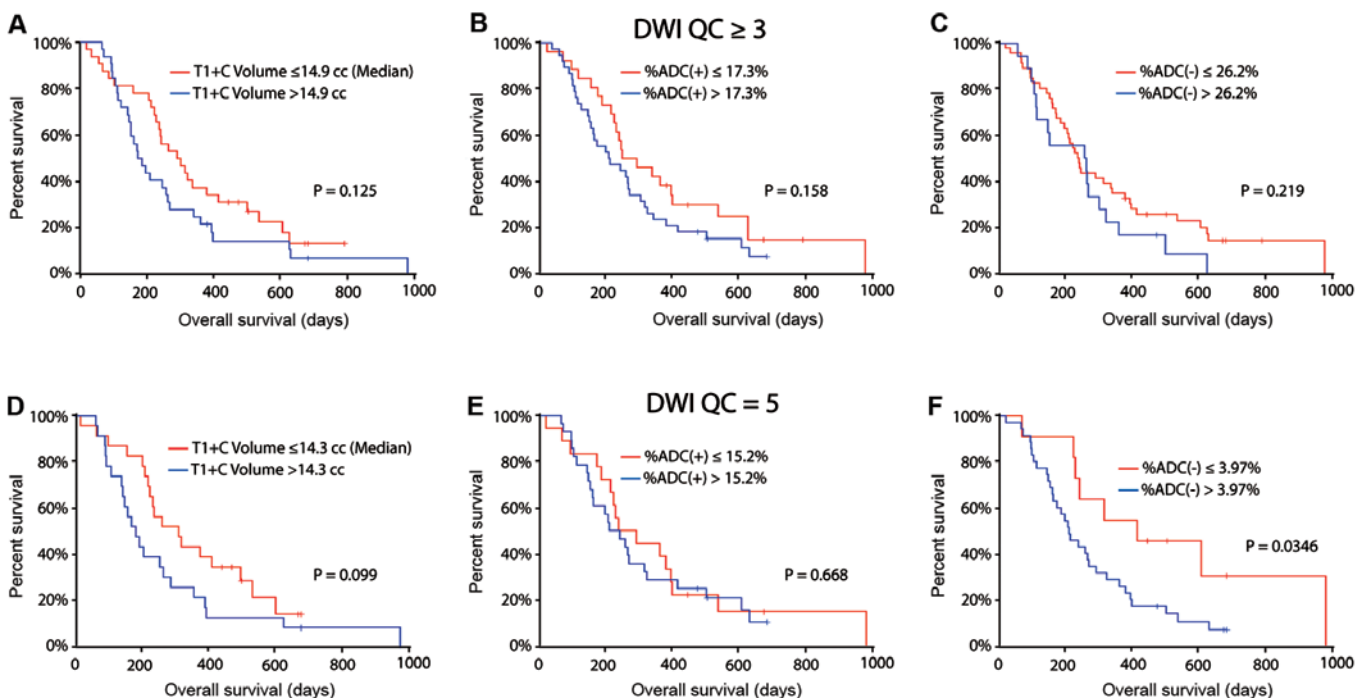 DWI QC ≥ 3
A
100%
80%
60%
40%
20%
0%
Percent survival
T1+C Volume ≤14.9 cc (Median)
T1+C Volume >14.9 cc
P = 0.125
0 200 400 600 800 1000
Overall survival (days)
B
100%
80%
60%
40%
20%
0%
Percent survival
%ADC(+) ≤ 17.3%
%ADC(+) > 17.3%
P = 0.158
0 200 400 600 800 1000
Overall survival (days)
C
100%
80%
60%
40%
20%
0%
Percent survival
%ADC(-) ≤ 26.2%
%ADC(-) > 26.2%
P = 0.219
0 200 400 600 800 1000
Overall survival (days)
DWI QC = 5
D
100%
80%
60%
40%
20%
0%
Percent survival
T1+C Volume ≤14.3 cc (Median)
T1+C Volume >14.3 cc
P = 0.099
0 200 400 600 800 1000
Overall survival (days)
E
100%
80%
60%
40%
20%
0%
Percent survival
%ADC(+) ≤ 15.2%
%ADC(+) > 15.2%
P = 0.668
0 200 400 600 800 1000
Overall survival (days)
F
100%
80%
60%
40%
20%
0%
Percent survival
%ADC(-) ≤ 3.97%
%ADC(-) > 3.97%
P = 0.0346
0 200 400 600 800 1000
Overall survival (days)